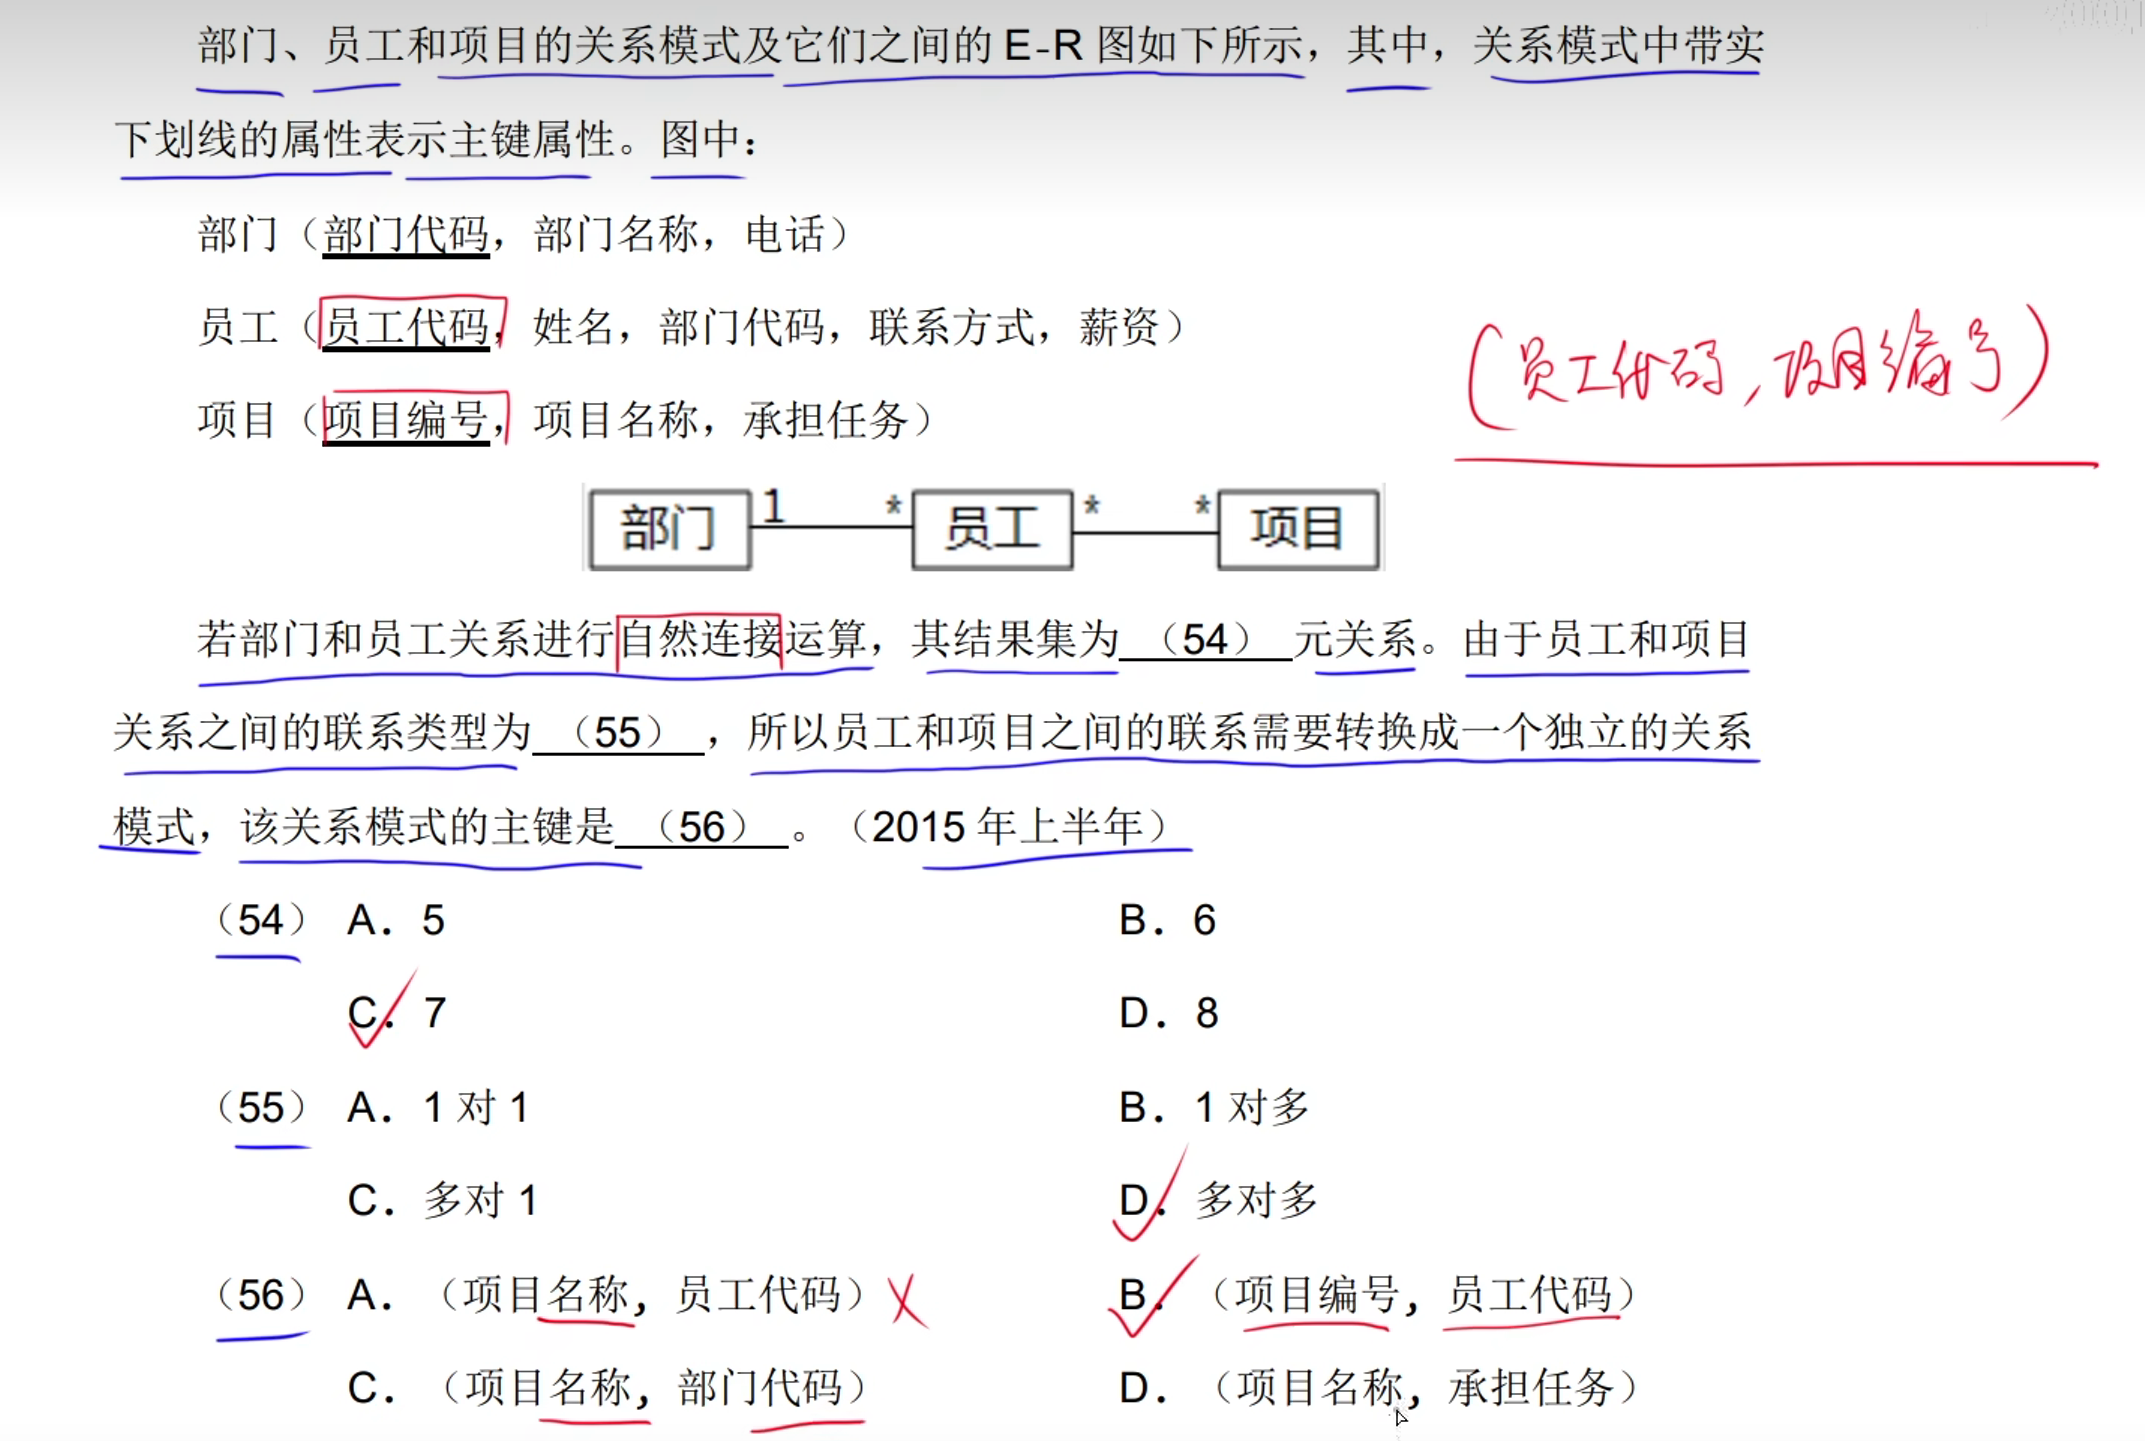 部门、员工和项目的关系模式及它们之间的 E-R 图如下所示，其中，关系模式中带实
下划线的属性表示主键属性。图中：
部门（部门代码，部门名称，电话）
员工（员工代码，姓名，部门代码，联系方式，薪资）
（员工代码，项目编号）
项目（项目编号，项目名称，承担任务）
部门 1 * 员工 * * 项目
若部门和员工关系进行自然连接运算，其结果集为 （54） 元关系。由于员工和项目
关系之间的联系类型为 （55） ，所以员工和项目之间的联系需要转换成一个独立的关系
模式，该关系模式的主键是 （56） 。（2015 年上半年）
（54） A．5 B．6
C．7 D．8
（55） A．1 对 1 B．1 对多
C．多对 1 D．多对多
（56） A．（项目名称，员工代码） B．（项目编号，员工代码）
C．（项目名称，部门代码） D．（项目名称，承担任务）